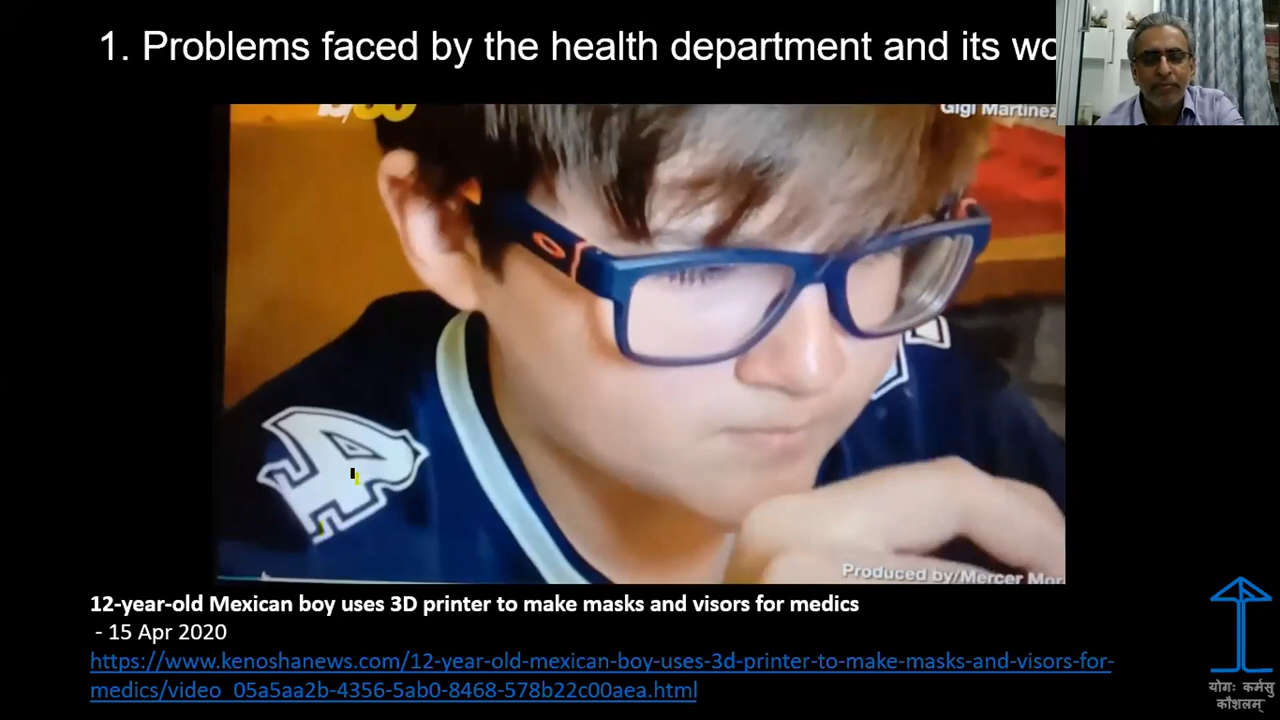 1. Problems faced by the health department and its wo
Gigi Martinez
4
Produced by/Mercer Mor
12-year-old Mexican boy uses 3D printer to make masks and visors for medics
- 15 Apr 2020
https://www.kenoshanews.com/12-year-old-mexican-boy-uses-3d-printer-to-make-masks-and-visors-for-
medics/video_05a5aa2b-4356-5ab0-8468-578b22c00aea.html
योगः कर्मसु
कौशलम्